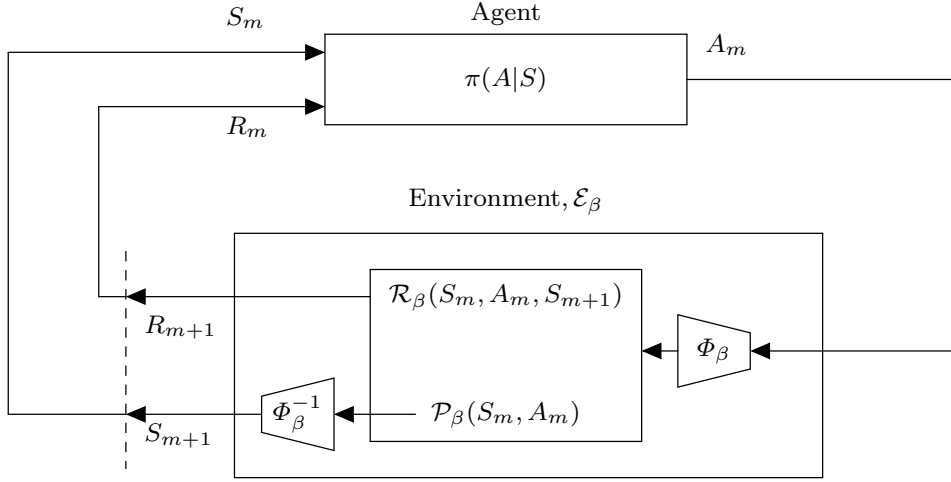 Agent
S_m
A_m
π(A|S)
R_m
Environment, ℰ_β
ℛ_β(S_m, A_m, S_{m+1})
R_{m+1}
Φ_β
Φ_β^{-1}
𝒫_β(S_m, A_m)
S_{m+1}